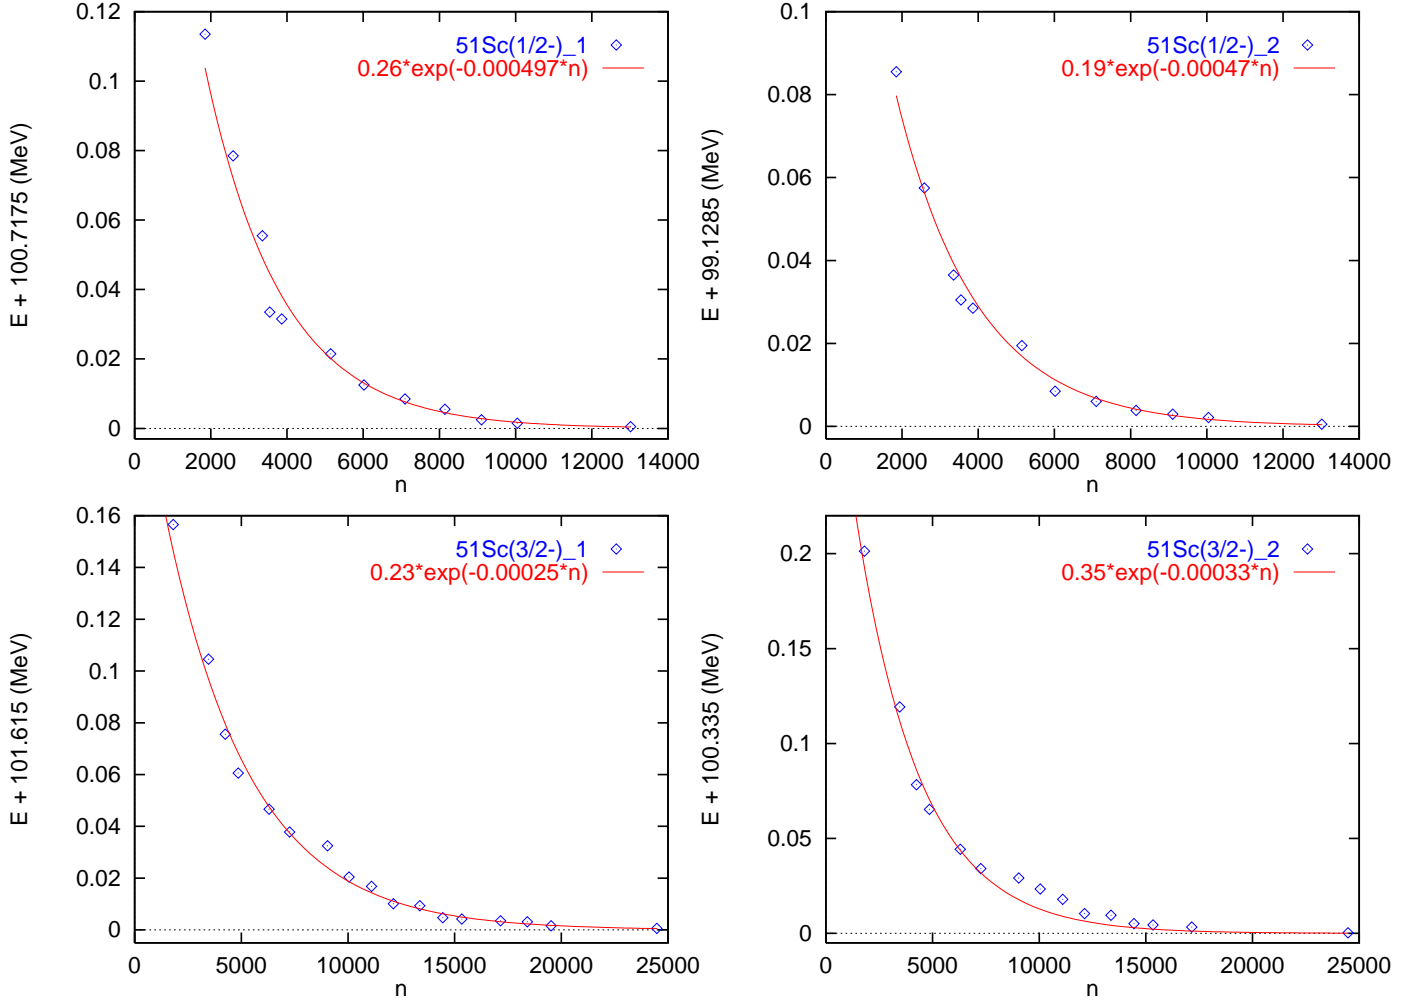 E + 100.7175 (MeV)
0.12
0.1
0.08
0.06
0.04
0.02
0
0 2000 4000 6000 8000 10000 12000 14000
n
51Sc(1/2-)_1
0.26*exp(-0.000497*n)
E + 99.1285 (MeV)
0.1
0.08
0.06
0.04
0.02
0
0 2000 4000 6000 8000 10000 12000 14000
n
51Sc(1/2-)_2
0.19*exp(-0.00047*n)
E + 101.615 (MeV)
0.16
0.14
0.12
0.1
0.08
0.06
0.04
0.02
0
0 5000 10000 15000 20000 25000
n
51Sc(3/2-)_1
0.23*exp(-0.00025*n)
E + 100.335 (MeV)
0.2
0.15
0.1
0.05
0
0 5000 10000 15000 20000 25000
n
51Sc(3/2-)_2
0.35*exp(-0.00033*n)